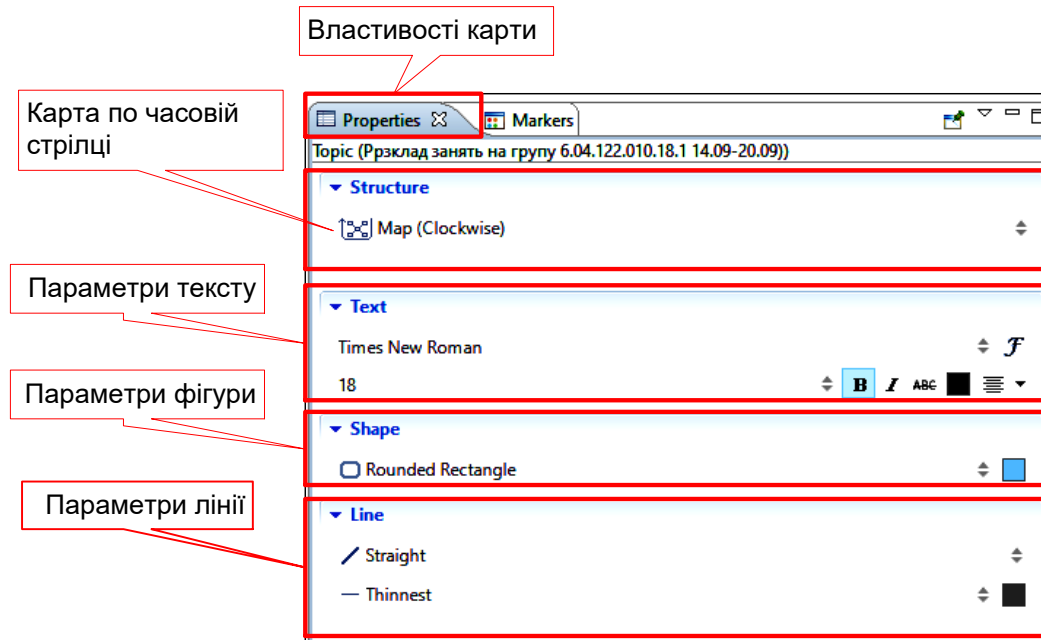 Властивості карти
Карта по часовій
стрілці
Properties Markers
Topic (Ррзклад занять на групу 6.04.122.010.18.1 14.09-20.09))
Structure
Map (Clockwise)
Параметри тексту
Text
Times New Roman
F
18 B I ABC
Параметри фігури
Shape
Rounded Rectangle
Параметри лінії
Line
Straight
Thinnest